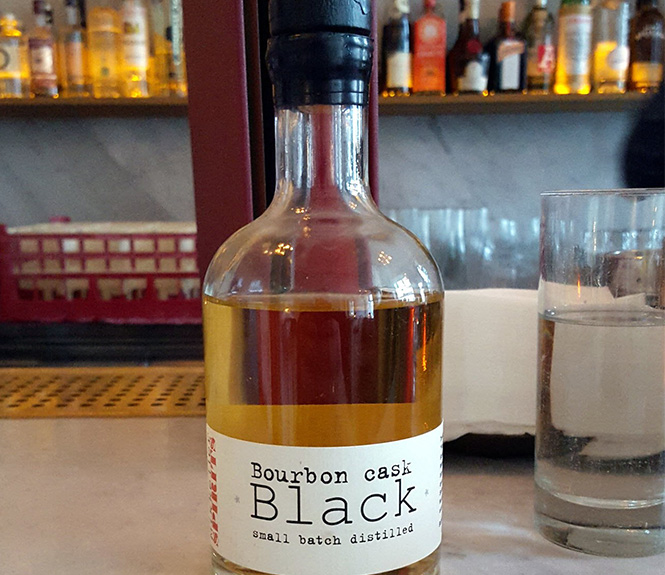 Bourbon cask
Black
small batch distilled